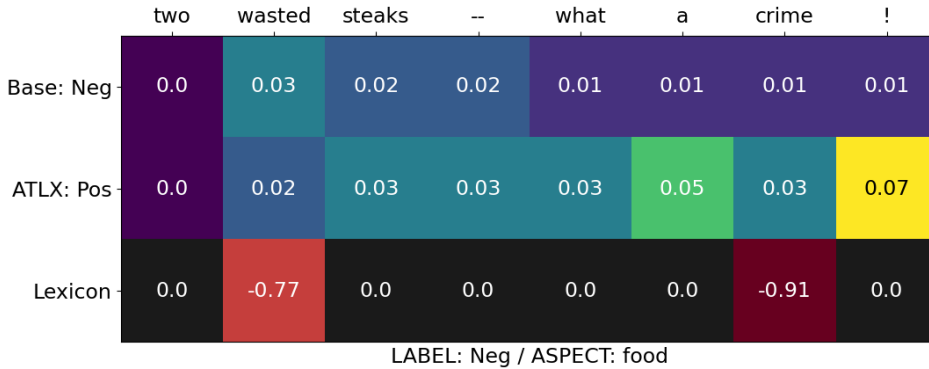 two wasted steaks -- what a crime !
Base: Neg 0.0 0.03 0.02 0.02 0.01 0.01 0.01 0.01
ATLX: Pos 0.0 0.02 0.03 0.03 0.03 0.05 0.03 0.07
Lexicon 0.0 -0.77 0.0 0.0 0.0 0.0 -0.91 0.0
LABEL: Neg / ASPECT: food